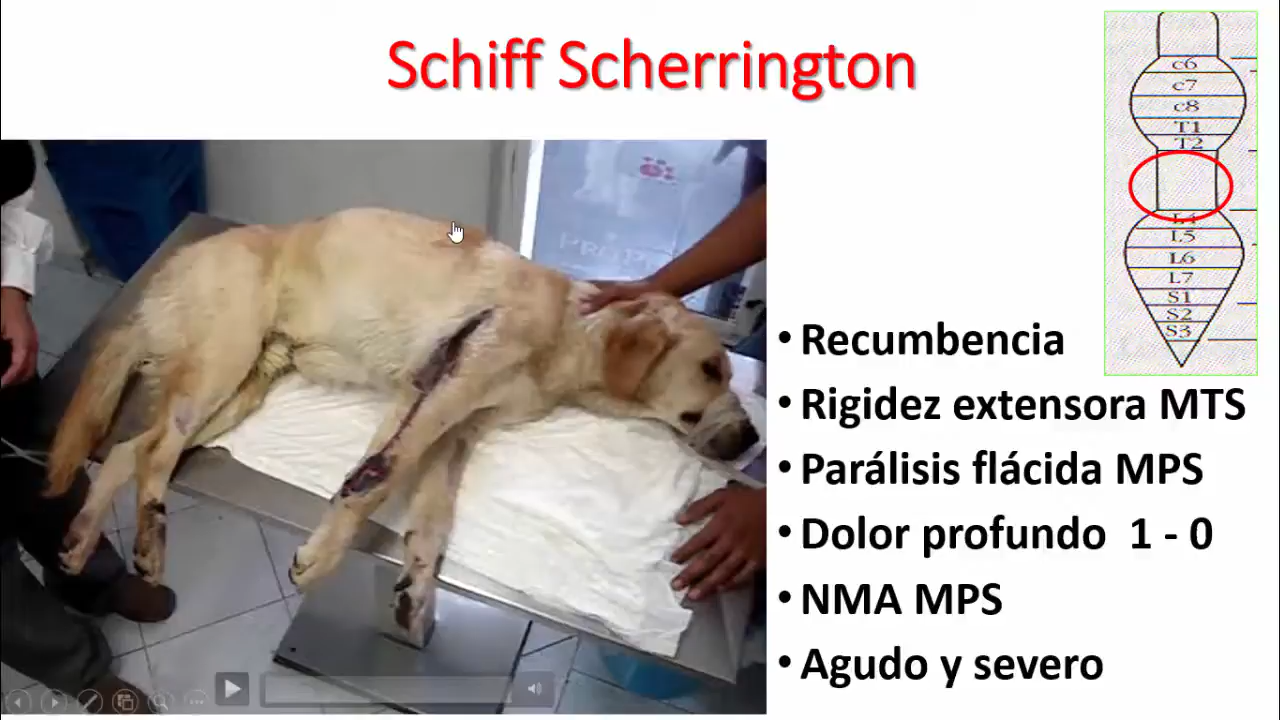 Schiff Scherrington
c6
c7
c8
T1
T2
L4
L5
L6
L7
S1
S2
S3
• Recumbencia
• Rigidez extensora MTS
• Parálisis flácida MPS
• Dolor profundo 1 - 0
• NMA MPS
• Agudo y severo